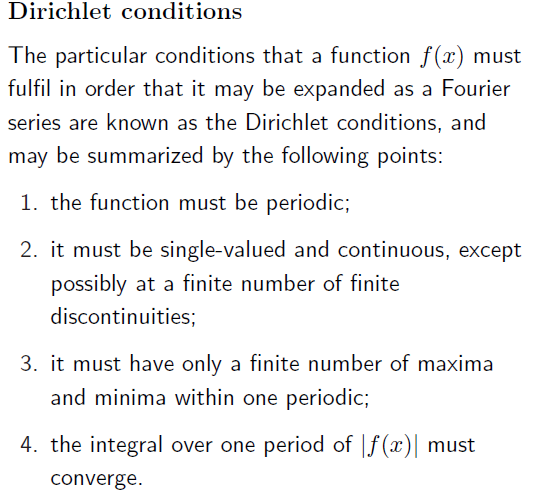 Dirichlet conditions
The particular conditions that a function f(x) must
fulfil in order that it may be expanded as a Fourier
series are known as the Dirichlet conditions, and
may be summarized by the following points:
1. the function must be periodic;
2. it must be single-valued and continuous, except
possibly at a finite number of finite
discontinuities;
3. it must have only a finite number of maxima
and minima within one periodic;
4. the integral over one period of |f(x)| must
converge.